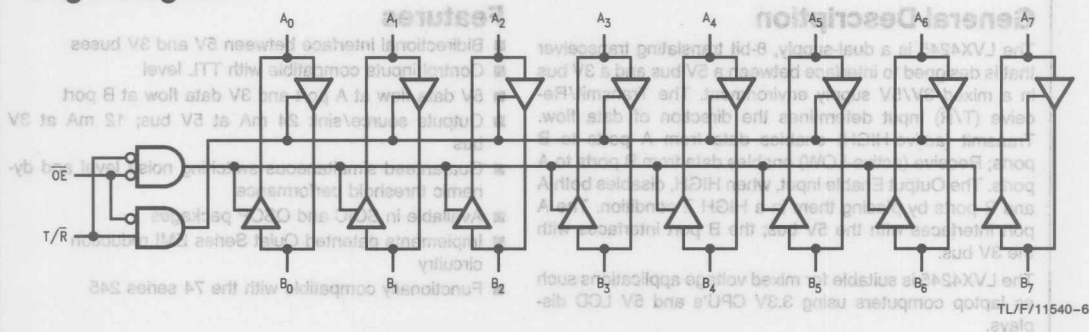 A0 A1 A2 A3 A4 A5 A6 A7
OE
T/R
B0 B1 B2 B3 B4 B5 B6 B7
TL/F/11540-6
General Description
The LVX4245 is a dual-supply, 8-bit translating transceiver
that is designed to interface between a 5V bus and a 3V bus
in a mixed 3V/5V supply environment. The Transmit/Re-
ceive (T/R) input determines the direction of data flow.
Transmit (active-HIGH) enables data from A ports to B
ports; Receive (active-LOW) enables data from B ports to A
ports. The Output Enable input, when HIGH, disables both A
and B ports by placing them in a HIGH Z condition. The A
port interfaces with the 5V bus; the B port interfaces with
the 3V bus.
The LVX4245 is suitable for mixed voltage applications such
as laptop computers using 3.3V CPU's and 5V LCD dis-
plays.
Features
Bidirectional interface between 5V and 3V buses
Control inputs compatible with TTL level
5V data flow at A port and 3V data flow at B port
Outputs source/sink 24 mA at 5V bus; 12 mA at 3V
bus
Guaranteed simultaneous switching noise level and dy-
namic threshold performance
Available in SOIC and packages
Implements patented Quiet Series EMI reduction
circuitry
Functionally compatible with the 74 series 245